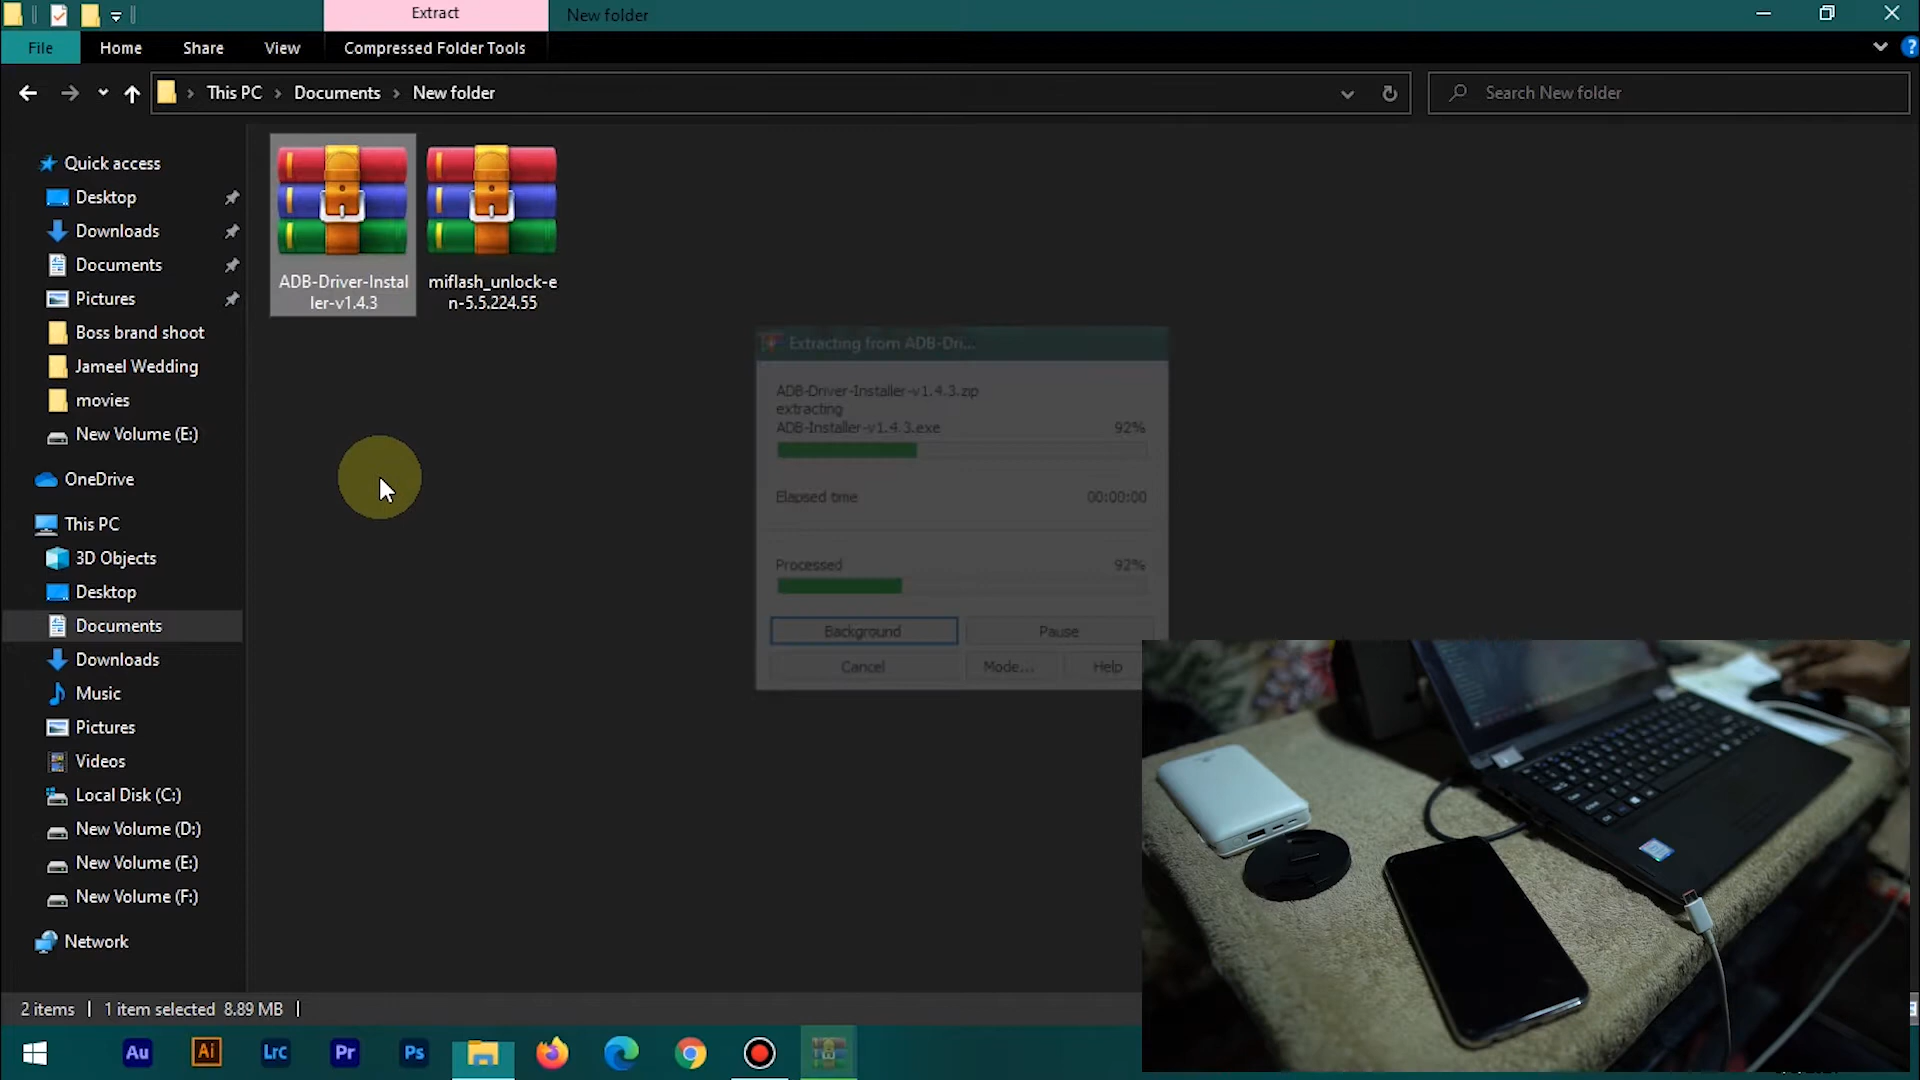 Extract
New folder
File
Home
Share
View
Compressed Folder Tools
This PC
Documents
New folder
Search New folder
Quick access
Desktop
Downloads
Documents
Pictures
Boss brand shoot
Jameel Wedding
movies
New Volume (E:)
OneDrive
This PC
3D Objects
Desktop
Documents
Downloads
Music
Pictures
Videos
Local Disk (C:)
New Volume (D:)
New Volume (E:)
New Volume (F:)
Network
ADB-Driver-Instal
ler-v1.4.3
miflash_unlock-e
n-5.5.224.55
Extracting from ADB-Dri...
ADB-Driver-Installer-v1.4.3.zip
extracting
ADB-Installer-v1.4.3.exe 92%
Elapsed time 00:00:00
Processed 92%
Background
Pause
Cancel
Mode...
Help
2 items
1 item selected 8.89 MB
Au
Ai
Lrc
Pr
Ps